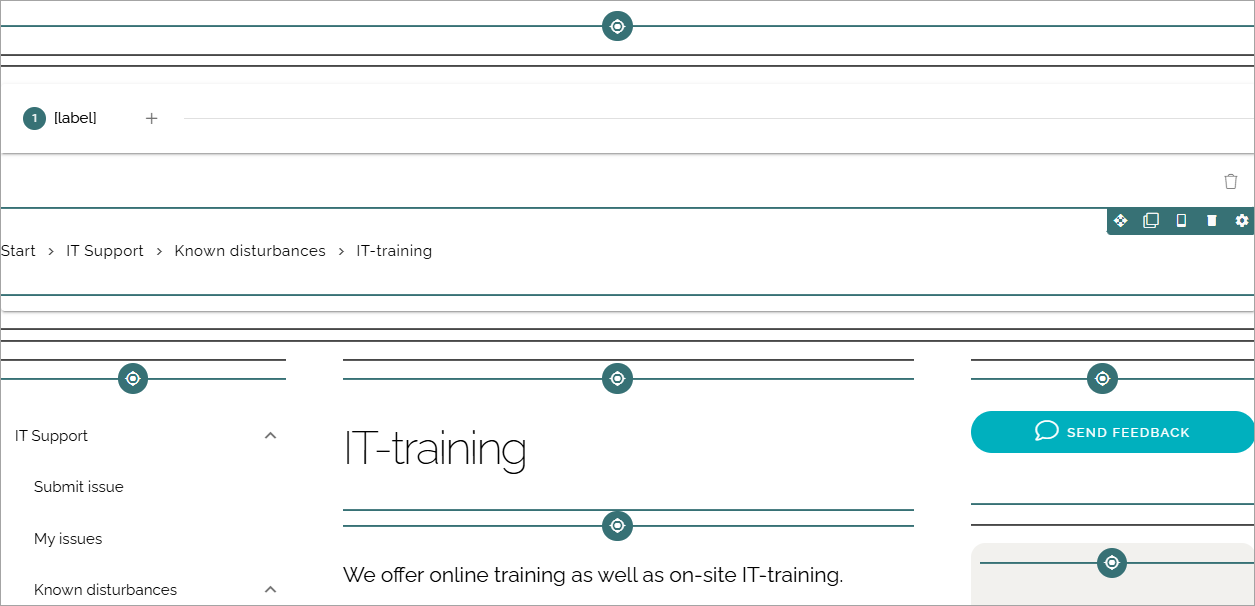 1 [label] +
Start > IT Support > Known disturbances > IT-training
IT Support
Submit issue
My issues
Known disturbances
IT-training
We offer online training as well as on-site IT-training.
SEND FEEDBACK